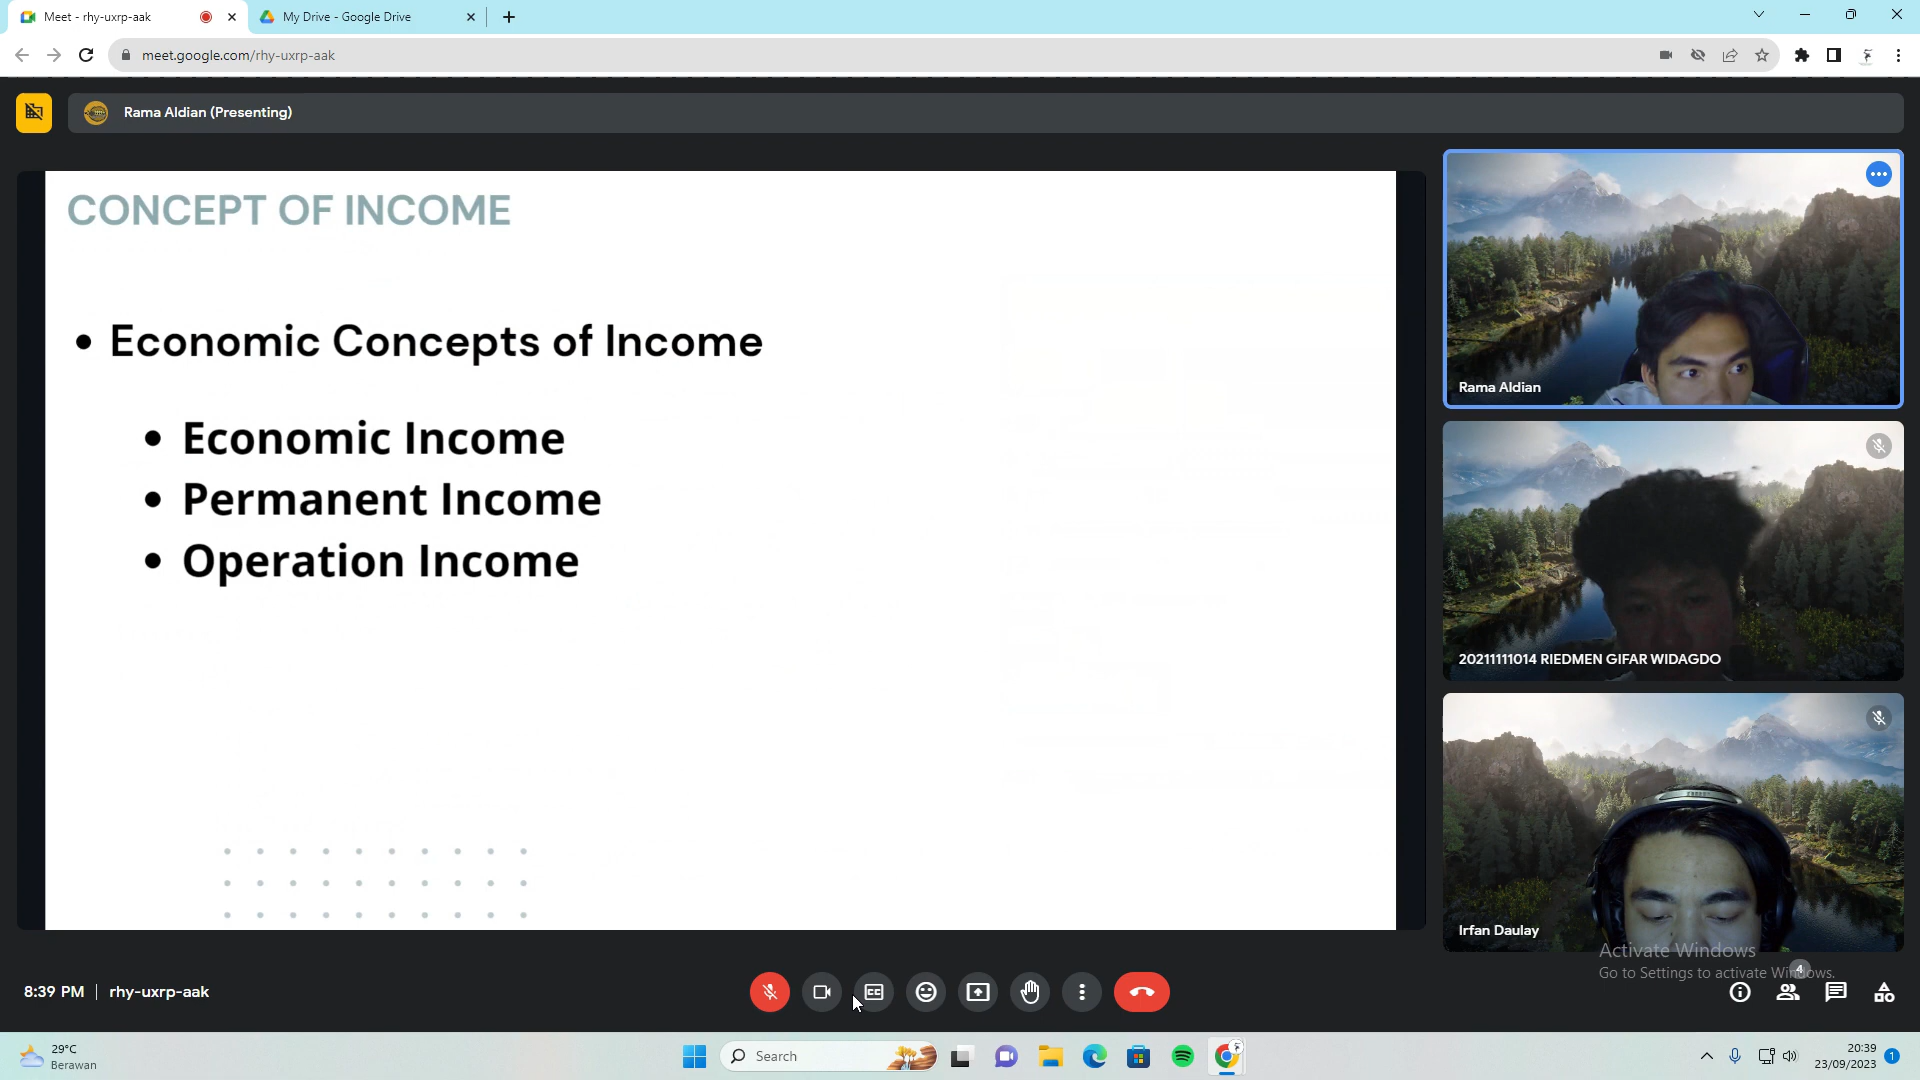 Meet - rhy-uxrp-aak
My Drive - Google Drive
meet.google.com/rhy-uxrp-aak
Rama Aldian (Presenting)
CONCEPT OF INCOME
• Economic Concepts of Income
• Economic Income
• Permanent Income
• Operation Income
Rama Aldian
20211111014 RIEDMEN GIFAR WIDAGDO
Irfan Daulay
Activate Windows
Go to Settings to activate Windows.
4
8:39 PM | rhy-uxrp-aak
29°C
Berawan
Search
20:39
23/09/2023
1